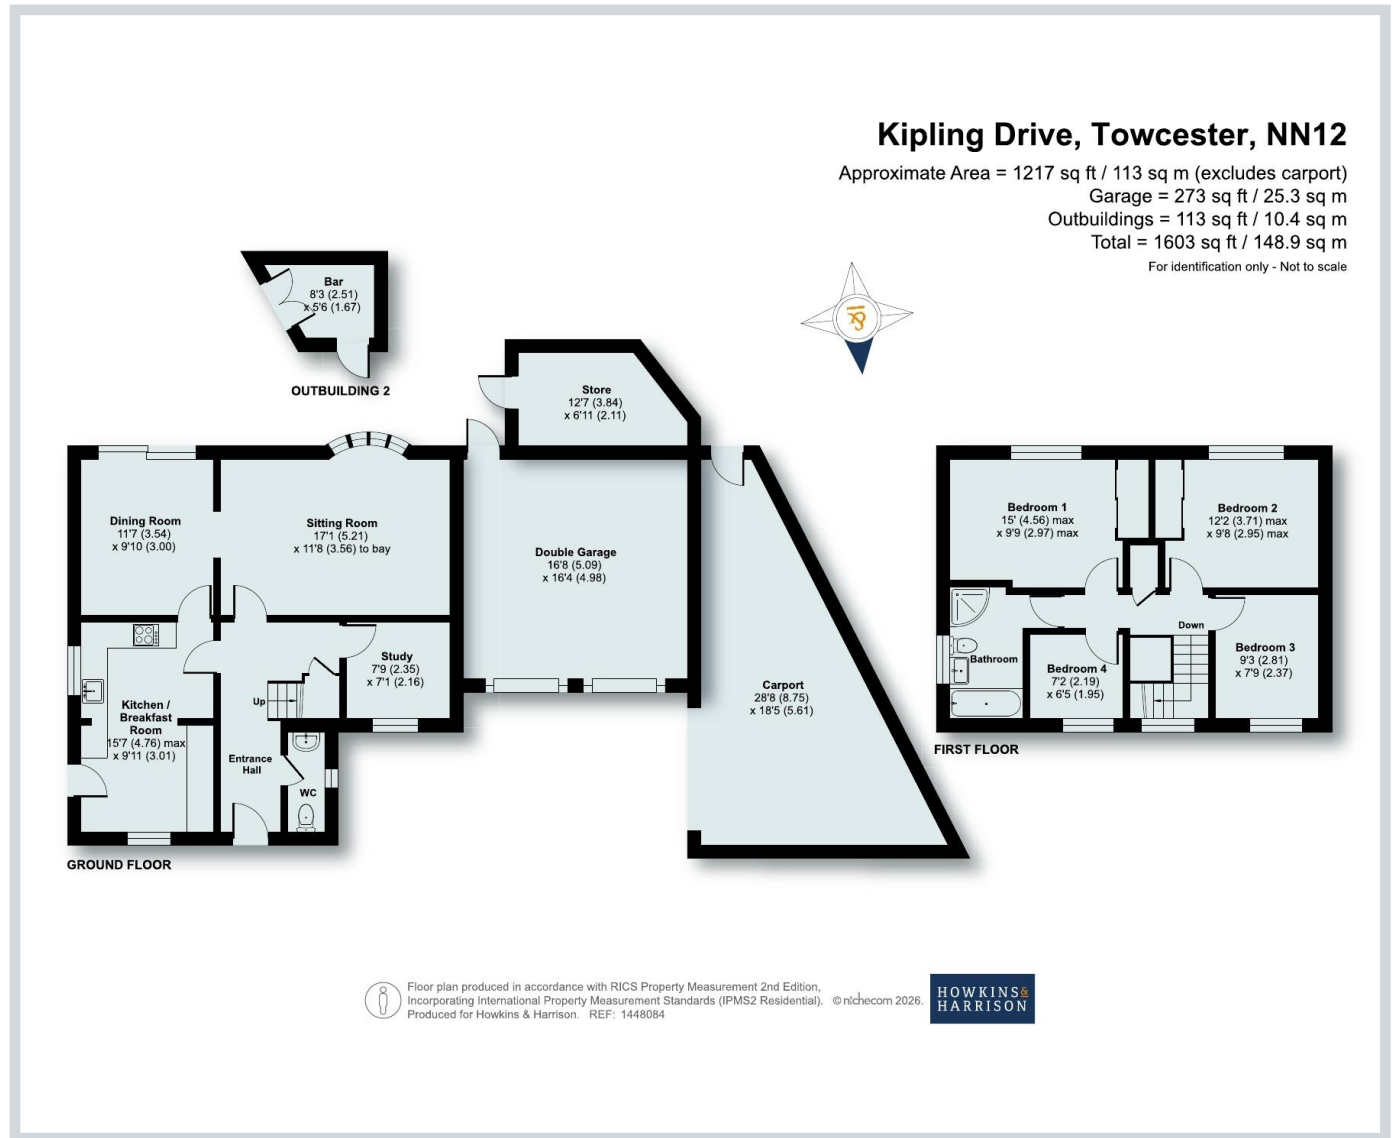 Kipling Drive, Towcester, NN12
Approximate Area = 1217 sq ft / 113 sq m (excludes carport)
Garage = 273 sq ft / 25.3 sq m
Outbuildings = 113 sq ft / 10.4 sq m
Total = 1603 sq ft / 148.9 sq m
For identification only - Not to scale
Bar
8'3 (2.51)
x 5'6 (1.67)
OUTBUILDING 2
Store
12'7 (3.84)
x 6'11 (2.11)
Dining Room
11'7 (3.54)
x 9'10 (3.00)
Sitting Room
17'1 (5.21)
x 11'8 (3.56) to bay
Double Garage
16'8 (5.09)
x 16'4 (4.98)
Study
7'9 (2.35)
x 7'1 (2.16)
Up
Kitchen /
Breakfast
Room
15'7 (4.76) max
x 9'11 (3.01)
Entrance
Hall
WC
GROUND FLOOR
Carport
28'8 (8.75)
x 18'5 (5.61)
Bedroom 1
15' (4.56) max
x 9'9 (2.97) max
Bedroom 2
12'2 (3.71) max
x 9'8 (2.95) max
Down
Bathroom
Bedroom 4
7'2 (2.19)
x 6'5 (1.95)
Bedroom 3
9'3 (2.81)
x 7'9 (2.37)
FIRST FLOOR
Floor plan produced in accordance with RICS Property Measurement 2nd Edition,
Incorporating International Property Measurement Standards (IPMS2 Residential). © nichecom 2026.
Produced for Howkins & Harrison. REF: 1448084
HOWKINS &
HARRISON